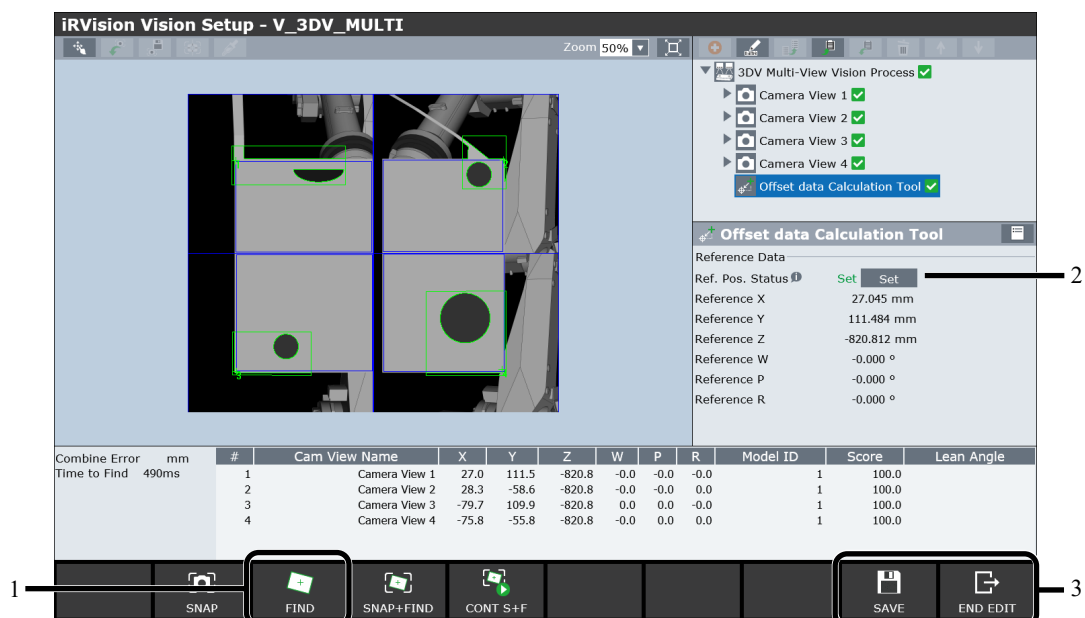 iRVision Vision Setup - V_3DV_MULTI
Zoom 50%
3DV Multi-View Vision Process
Camera View 1
Camera View 2
Camera View 3
Camera View 4
Offset data Calculation Tool
Offset data Calculation Tool
Reference Data
Ref. Pos. Status Set Set
2
Reference X 27.045 mm
Reference Y 111.484 mm
Reference Z -820.812 mm
Reference W -0.000 º
Reference P -0.000 º
Reference R -0.000 º
Combine Error mm
Time to Find 490ms
# Cam View Name X Y Z W P R Model ID Score Lean Angle
1 Camera View 1 27.0 111.5 -820.8 -0.0 -0.0 -0.0 1 100.0
2 Camera View 2 28.3 -58.6 -820.8 -0.0 -0.0 0.0 1 100.0
3 Camera View 3 -79.7 109.9 -820.8 0.0 0.0 -0.0 1 100.0
4 Camera View 4 -75.8 -55.8 -820.8 -0.0 0.0 0.0 1 100.0
1
3
SNAP FIND SNAP+FIND CONT S+F SAVE END EDIT